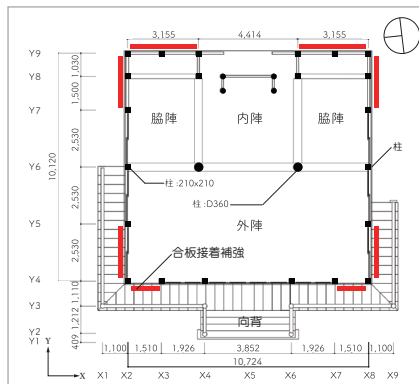 3,155 4,414 3,155
Y9
Y8
Y7
Y6
Y5
Y4
Y3
Y2
Y1
1,030
1,500
2,530
2,530
2,530
1,110
1,212
409
10,120
脇陣 内陣 脇陣
柱
柱 :210x210
柱 :D360
外陣
合板接着補強
向背
1,100 1,510 1,926 3,852 1,926 1,510 1,100
10,724
Y
X X1 X2 X3 X4 X5 X6 X7 X8 X9